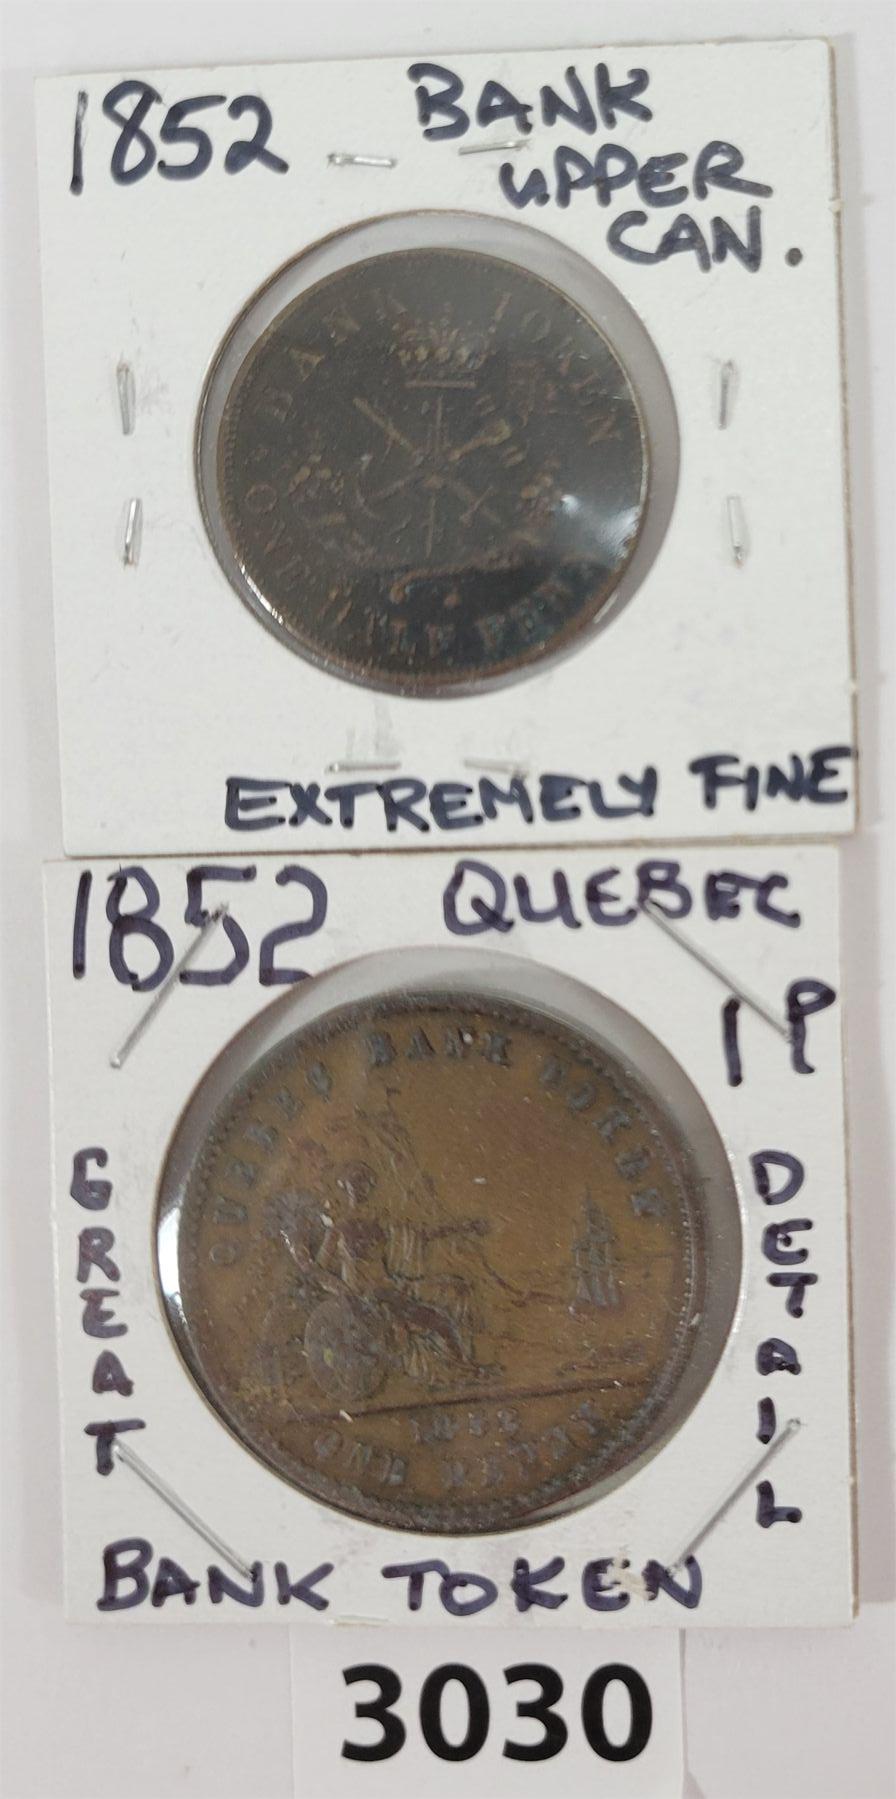 1852 BANK
UPPER
CAN.
BANK TOKEN
ONE HALF PENNY
EXTREMELY FINE
1852 QUEBEC
1P
GREAT
DETAIL
QUEBEC BANK TOKEN
1852
ONE PENNY
BANK TOKEN
3030